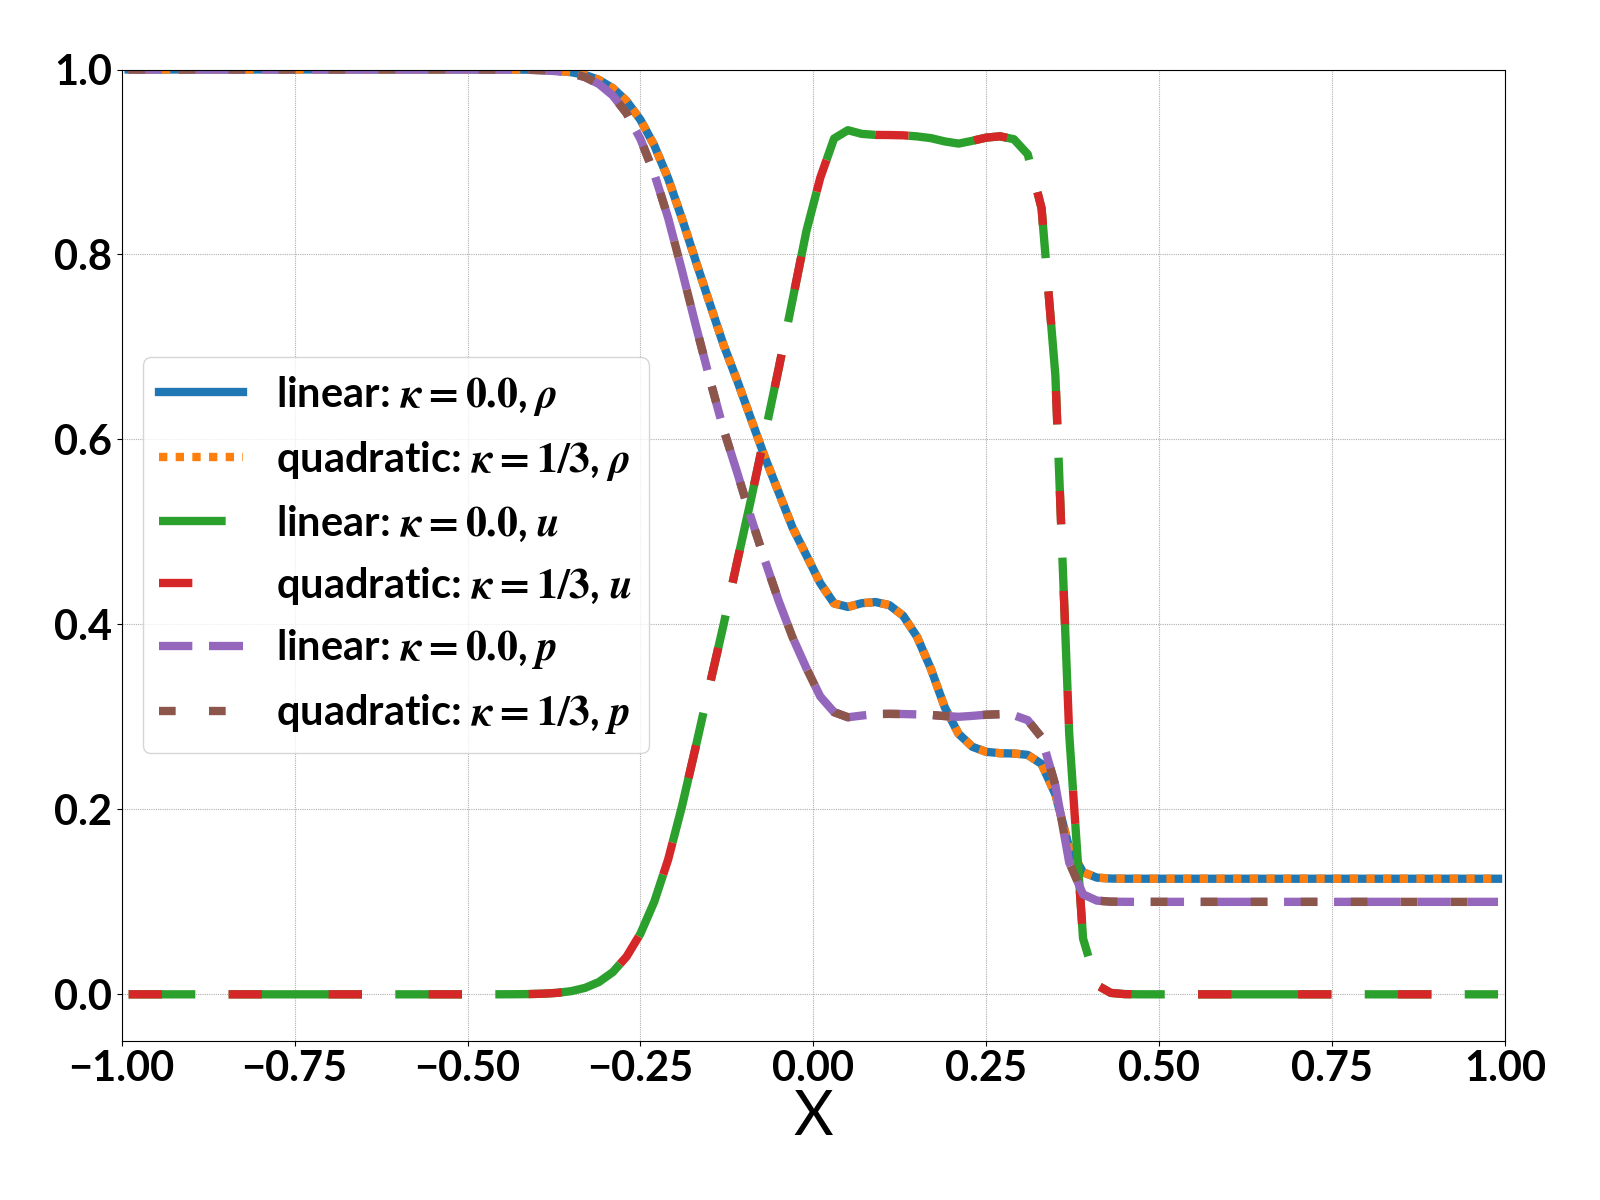 1.0
0.8
0.6
0.4
0.2
0.0
linear: κ = 0.0, ρ
quadratic: κ = 1/3, ρ
linear: κ = 0.0, u
quadratic: κ = 1/3, u
linear: κ = 0.0, p
quadratic: κ = 1/3, p
−1.00 −0.75 −0.50 −0.25 0.00 0.25 0.50 0.75 1.00
X